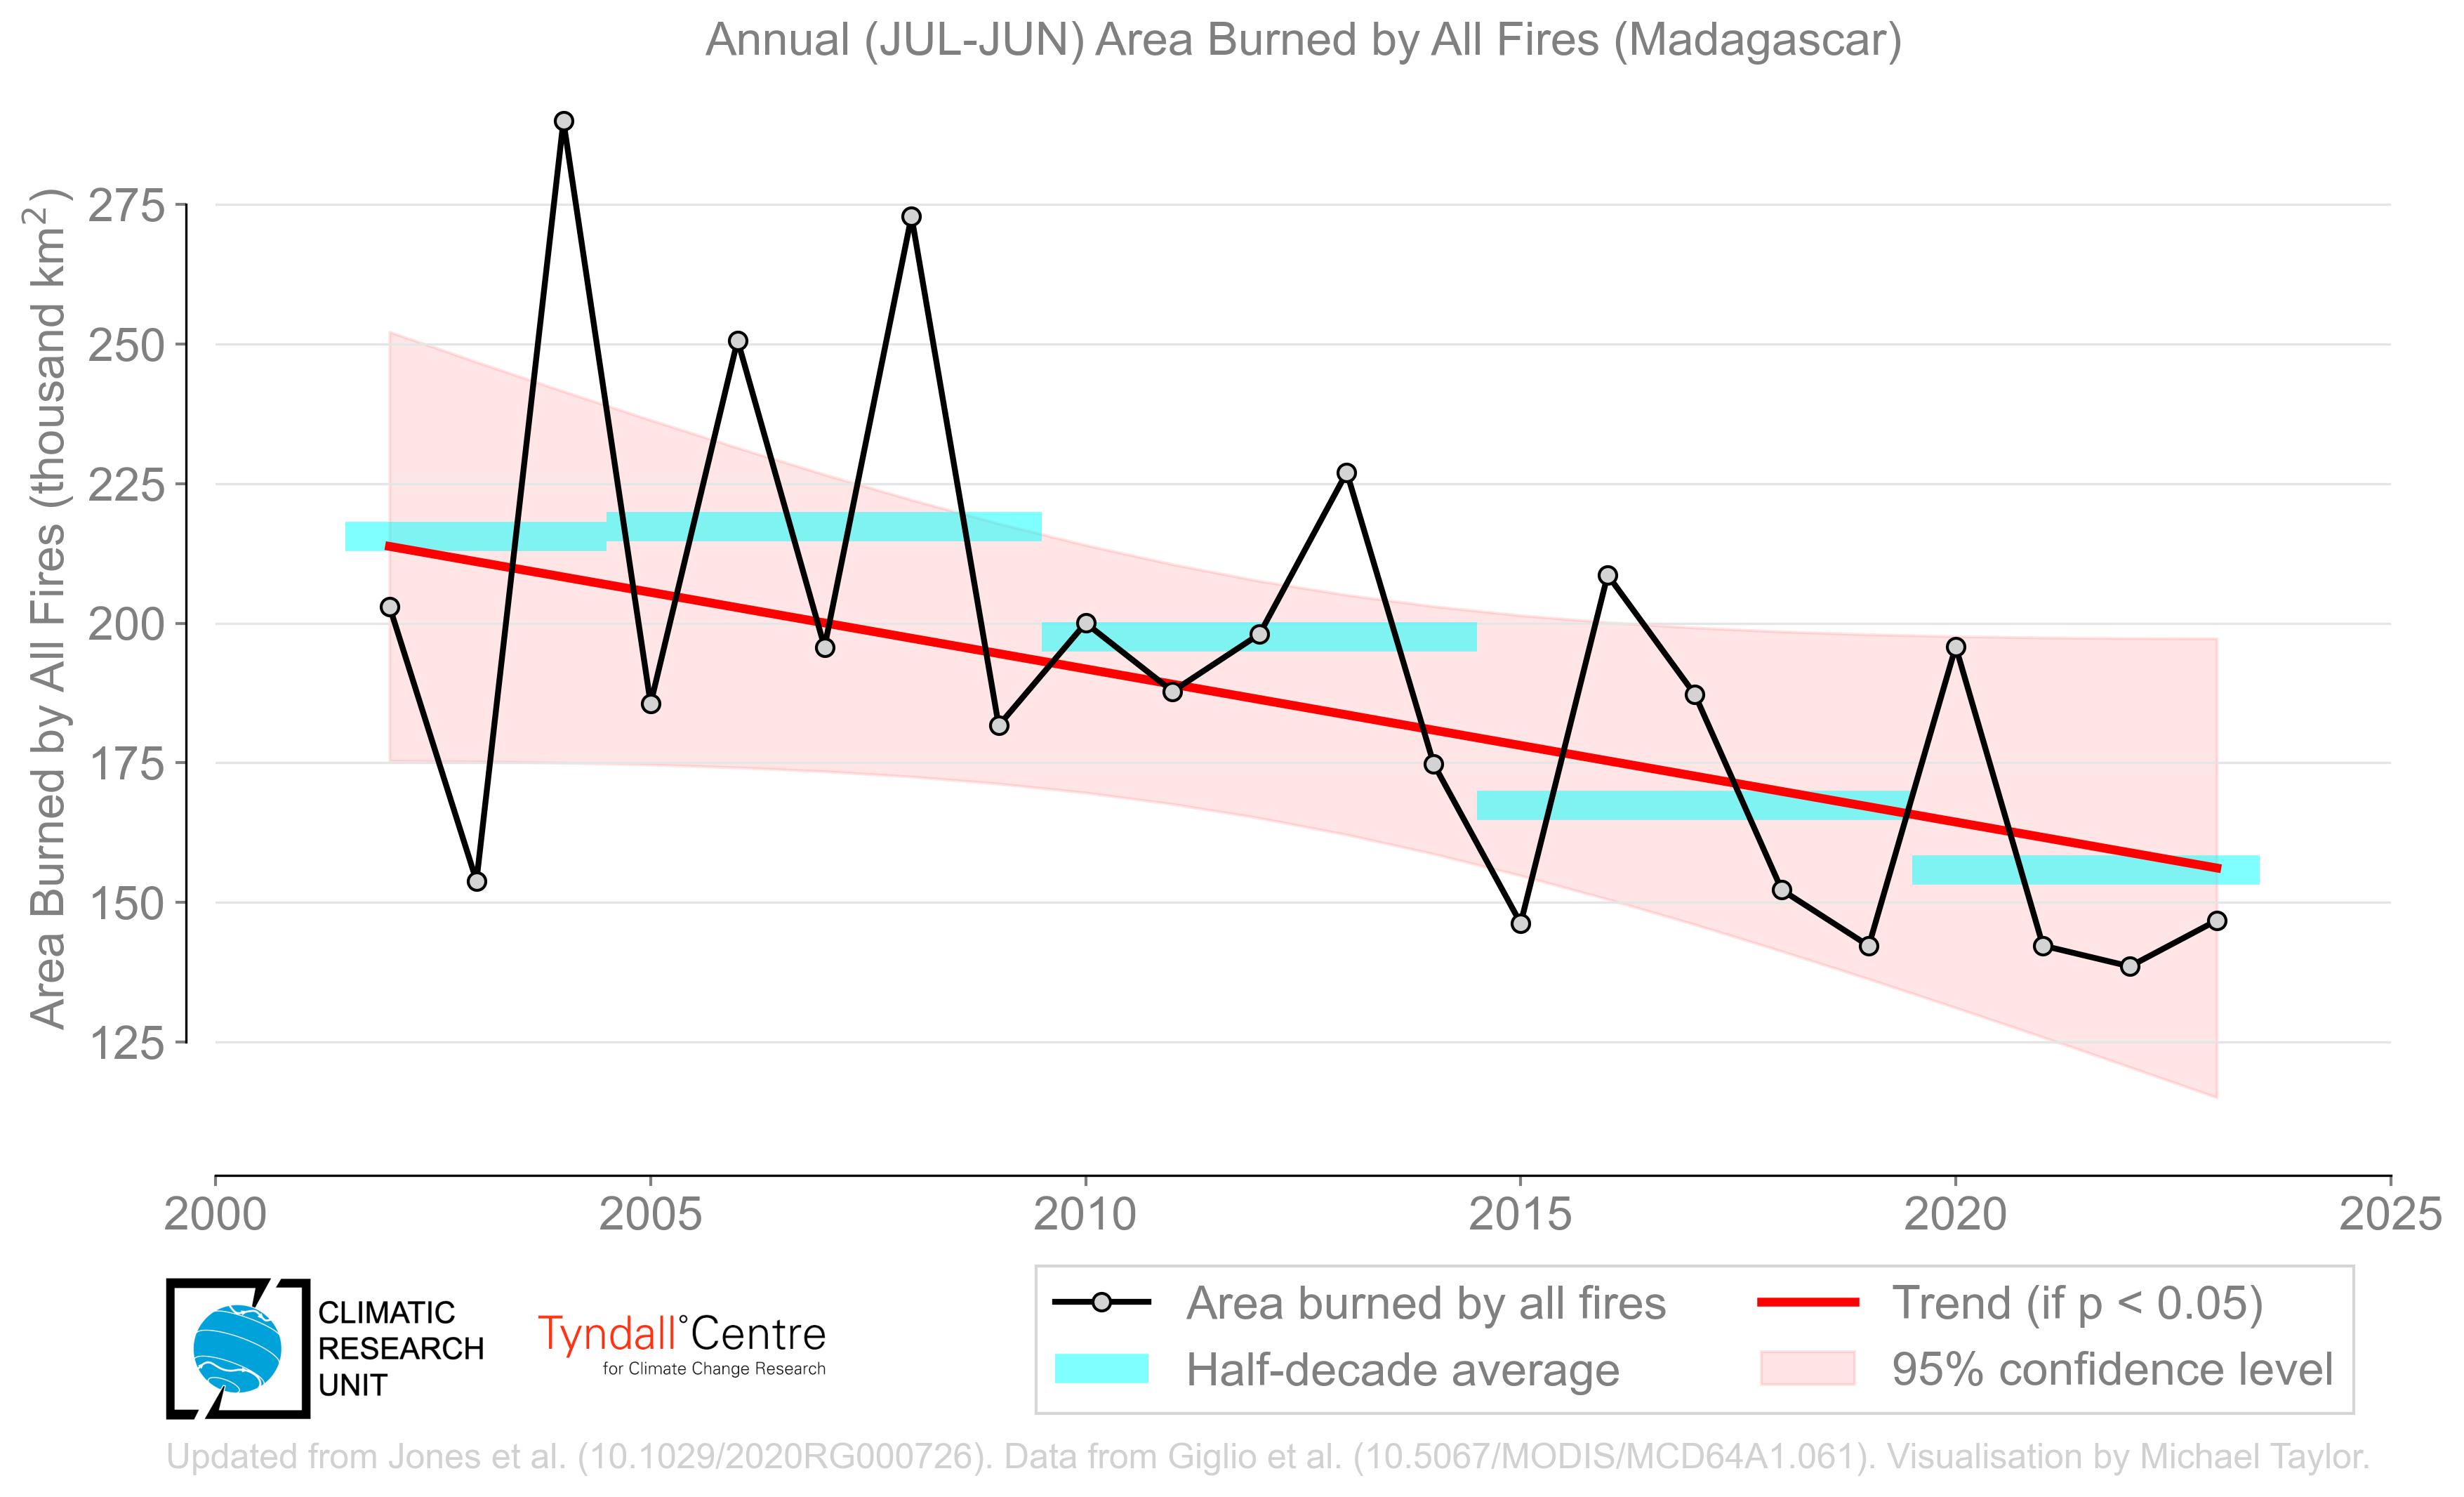 Annual (JUL-JUN) Area Burned by All Fires (Madagascar)
Area Burned by All Fires (thousand km²)
275
250
225
200
175
150
125
2000 2005 2010 2015 2020 2025
Area burned by all fires
Half-decade average
Trend (if p < 0.05)
95% confidence level
CLIMATIC
RESEARCH
UNIT
Tyndall°Centre
for Climate Change Research
Updated from Jones et al. (10.1029/2020RG000726). Data from Giglio et al. (10.5067/MODIS/MCD64A1.061). Visualisation by Michael Taylor.